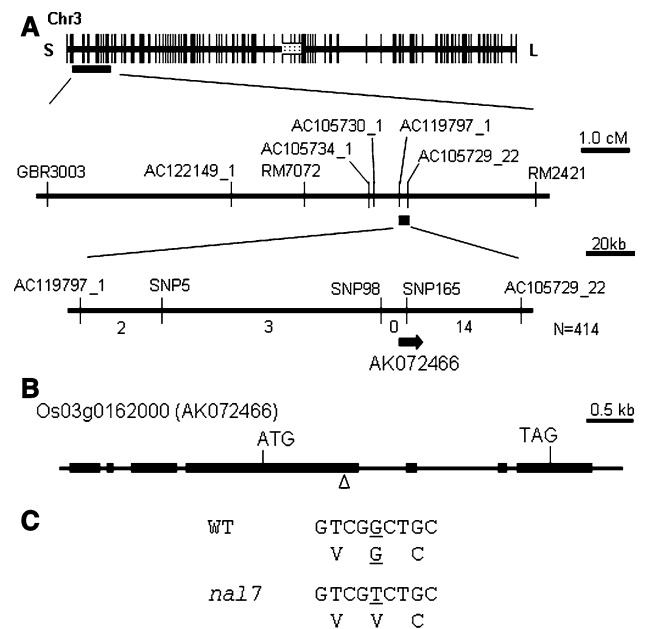 A
Chr3
S
L
AC105730_1
AC119797_1
1.0 cM
AC105734_1
AC105729_22
GBR3003
AC122149_1
RM7072
RM2421
20kb
AC119797_1
SNP5
SNP98
SNP165
AC105729_22
2
3
0
14
N=414
AK072466
B
Os03g0162000 (AK072466)
0.5 kb
ATG
TAG
Δ
C
WT
GTCGGCTGC
V G C
nal7
GTCGTCTGC
V V C